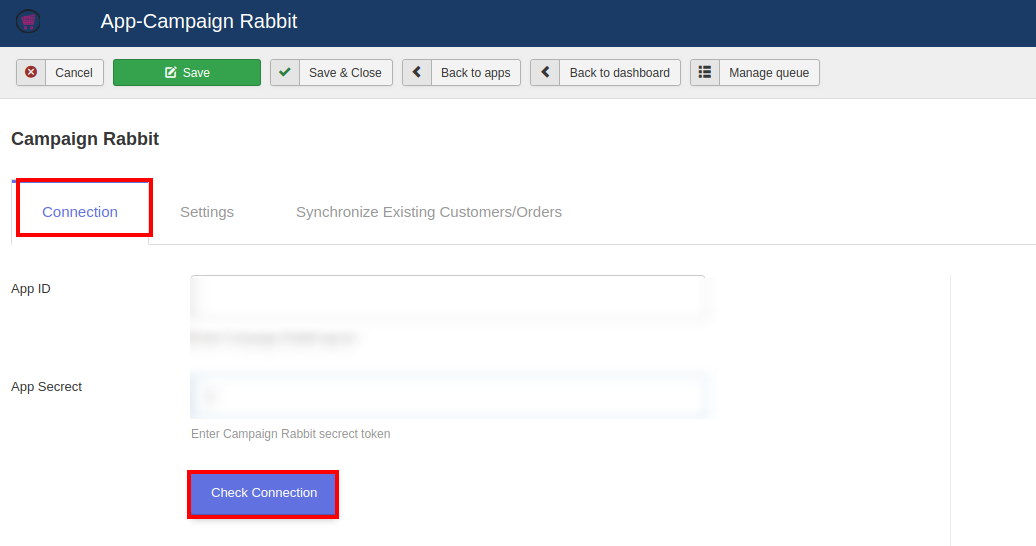 App-Campaign Rabbit
Cancel Save Save & Close Back to apps Back to dashboard Manage queue
Campaign Rabbit
Connection Settings Synchronize Existing Customers/Orders
App ID
App Secrect
Enter Campaign Rabbit secrect token
Check Connection